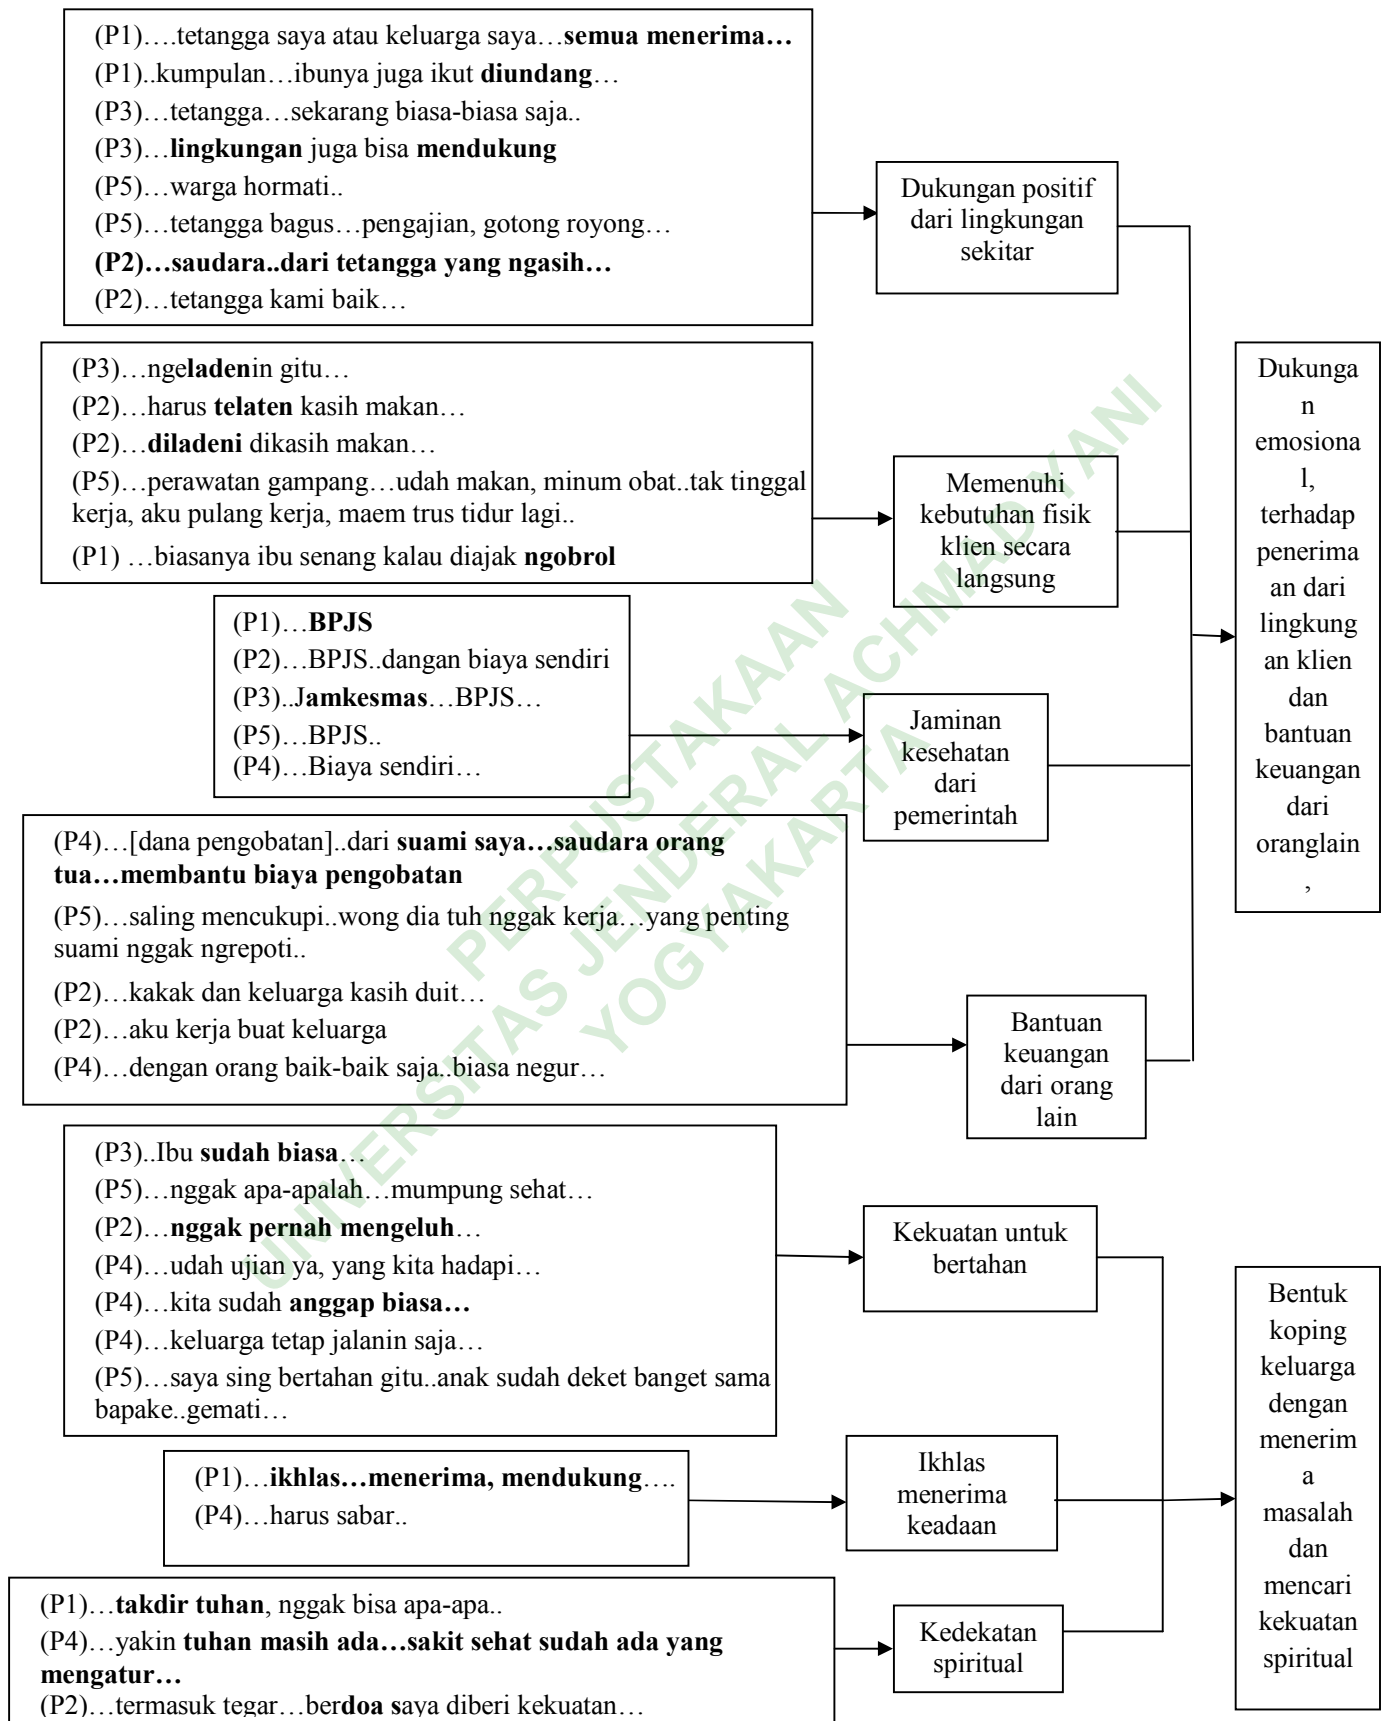 (P1)….tetangga saya atau keluarga saya…semua menerima…
(P1)..kumpulan…ibunya juga ikut diundang…
(P3)…tetangga…sekarang biasa-biasa saja..
(P3)…lingkungan juga bisa mendukung
(P5)…warga hormati..
(P5)…tetangga bagus…pengajian, gotong royong…
(P2)…saudara..dari tetangga yang ngasih…
(P2)…tetangga kami baik…
Dukungan positif
dari lingkungan
sekitar
(P3)…ngeladenin gitu…
(P2)…harus telaten kasih makan…
(P2)…diladeni dikasih makan…
(P5)…perawatan gampang…udah makan, minum obat..tak tinggal
kerja, aku pulang kerja, maem trus tidur lagi..
(P1) …biasanya ibu senang kalau diajak ngobrol
Memenuhi
kebutuhan fisik
klien secara
langsung
(P1)…BPJS
(P2)…BPJS..dangan biaya sendiri
(P3)..Jamkesmas…BPJS…
(P5)…BPJS..
(P4)…Biaya sendiri…
Jaminan
kesehatan
dari
pemerintah
(P4)…[dana pengobatan]..dari suami saya…saudara orang
tua…membantu biaya pengobatan
(P5)…saling mencukupi..wong dia tuh nggak kerja…yang penting
suami nggak ngrepoti..
(P2)…kakak dan keluarga kasih duit…
(P2)…aku kerja buat keluarga
(P4)…dengan orang baik-baik saja..biasa negur…
Bantuan
keuangan
dari orang
lain
Dukunga
n
emosiona
l,
terhadap
penerima
an dari
lingkung
an klien
dan
bantuan
keuangan
dari
oranglain
,
(P3)..Ibu sudah biasa…
(P5)…nggak apa-apalah…mumpung sehat…
(P2)…nggak pernah mengeluh…
(P4)…udah ujian ya, yang kita hadapi…
(P4)…kita sudah anggap biasa…
(P4)…keluarga tetap jalanin saja…
(P5)…saya sing bertahan gitu..anak sudah deket banget sama
bapake..gemati…
Kekuatan untuk
bertahan
(P1)…ikhlas…menerima, mendukung….
(P4)…harus sabar..
Ikhlas
menerima
keadaan
(P1)…takdir tuhan, nggak bisa apa-apa..
(P4)…yakin tuhan masih ada…sakit sehat sudah ada yang
mengatur…
(P2)…termasuk tegar…berdoa saya diberi kekuatan…
Kedekatan
spiritual
Bentuk
koping
keluarga
dengan
menerim
a
masalah
dan
mencari
kekuatan
spiritual
PERPUSTAKAAN
UNIVERSITAS JENDERAL ACHMAD YANI
YOGYAKARTA